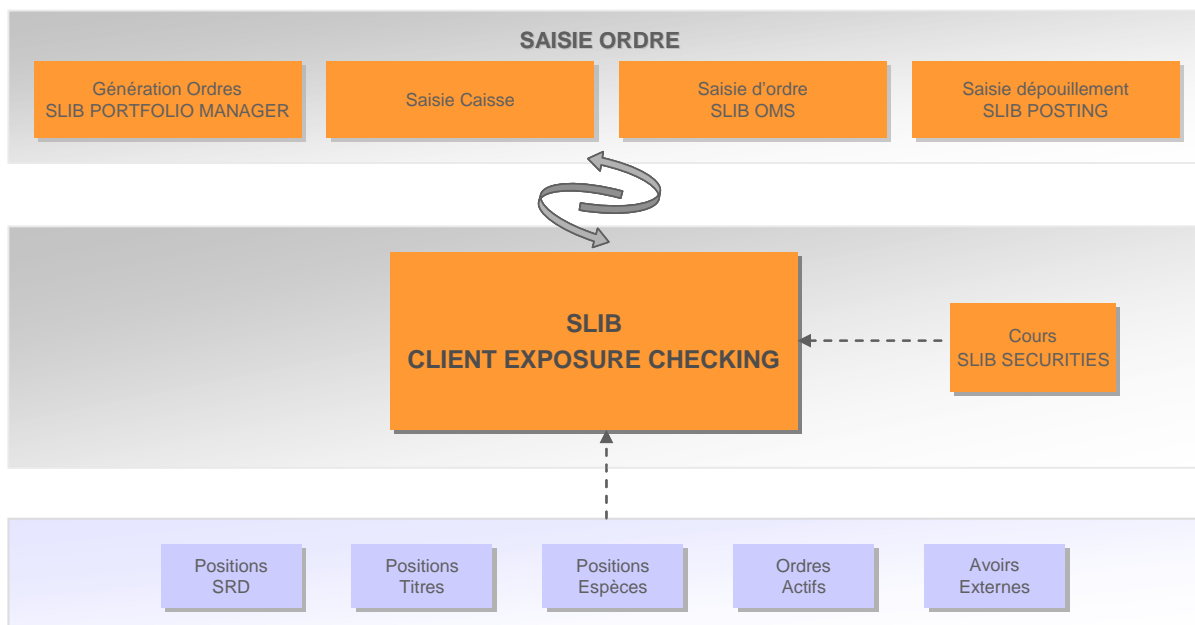 SAISIE ORDRE
Génération Ordres
SLIB PORTFOLIO MANAGER
Saisie Caisse
Saisie d'ordre
SLIB OMS
Saisie dépouillement
SLIB POSTING
SLIB
CLIENT EXPOSURE CHECKING
Cours
SLIB SECURITIES
Positions
SRD
Positions
Titres
Positions
Espèces
Ordres
Actifs
Avoirs
Externes